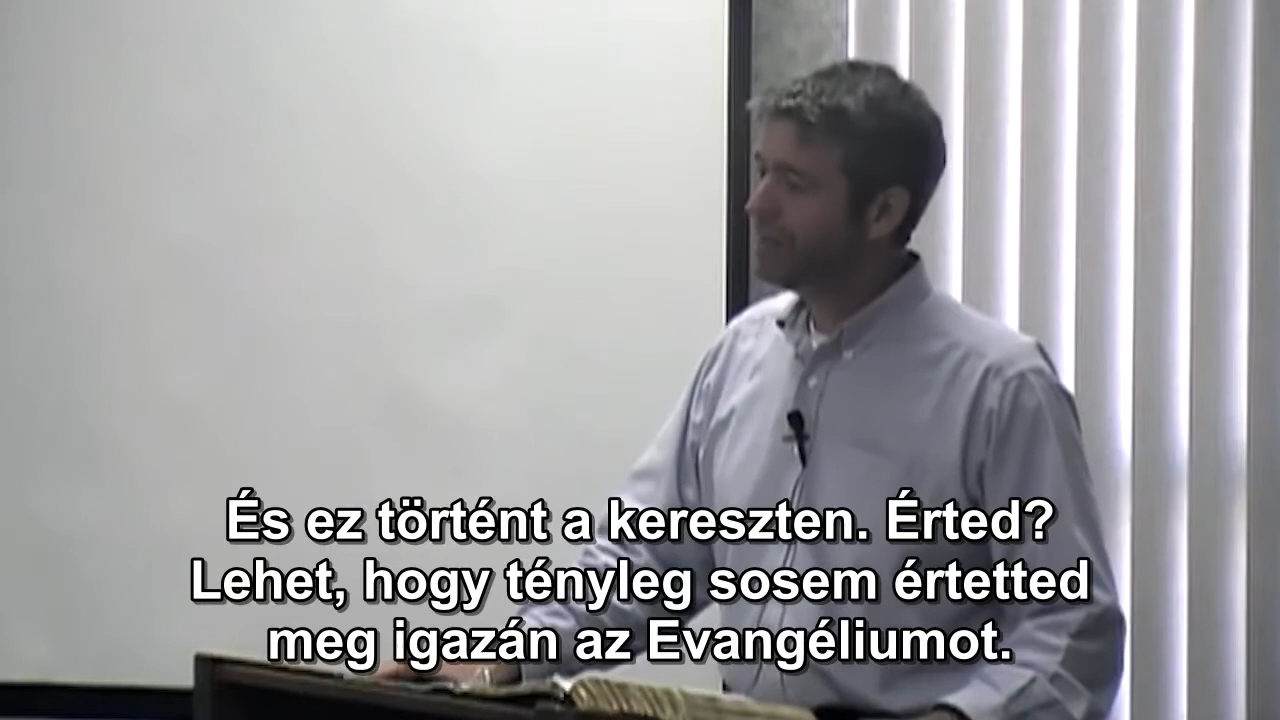 És ez történt a kereszten. Érted?
Lehet, hogy tényleg sosem értetted
meg igazán az Evangéliumot.